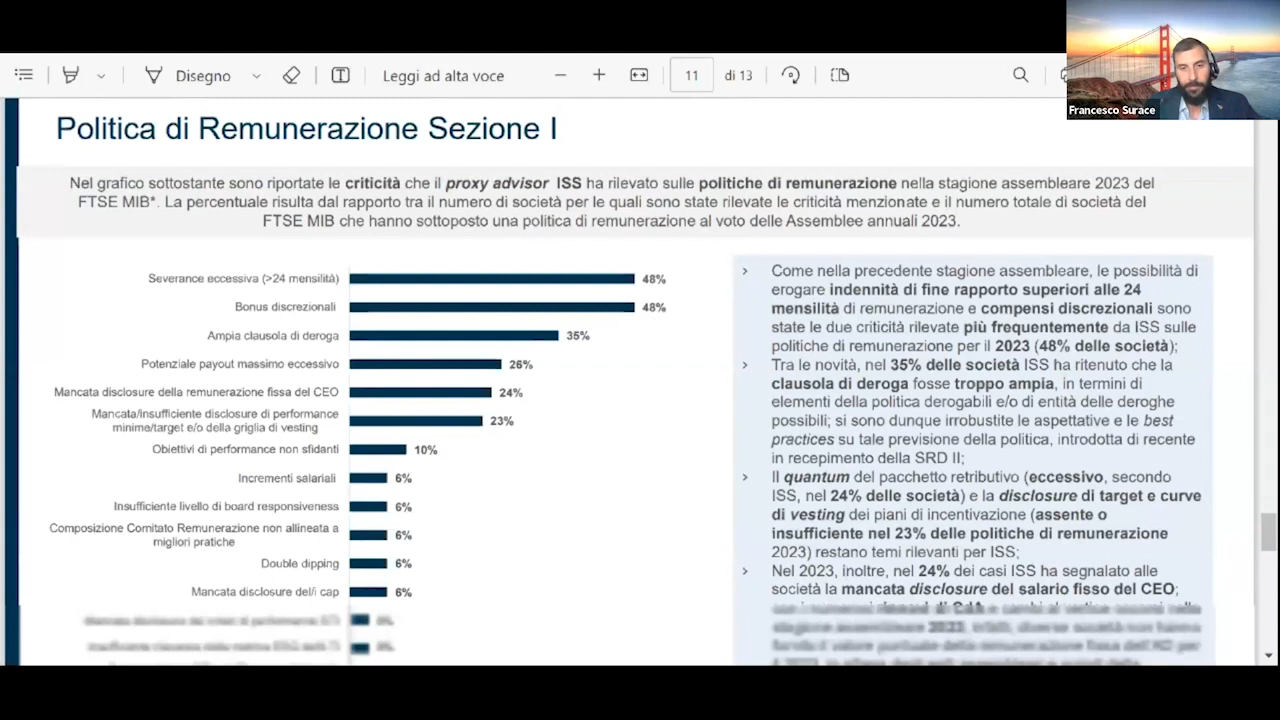 Disegno
Leggi ad alta voce
11
di 13
Francesco Surace
Politica di Remunerazione Sezione I
Nel grafico sottostante sono riportate le criticità che il proxy advisor ISS ha rilevato sulle politiche di remunerazione nella stagione assembleare 2023 del
FTSE MIB*. La percentuale risulta dal rapporto tra il numero di società per le quali sono state rilevate le criticità menzionate e il numero totale di società del
FTSE MIB che hanno sottoposto una politica di remunerazione al voto delle Assemblee annuali 2023.
Severance eccessiva (>24 mensilità) 48%
Bonus discrezionali 48%
Ampia clausola di deroga 35%
Potenziale payout massimo eccessivo 26%
Mancata disclosure della remunerazione fissa del CEO 24%
Mancata/insufficiente disclosure di performance
minima/target e/o della griglia di vesting 23%
Obiettivi di performance non sfidanti 10%
Incrementi salariali 6%
Insufficiente livello di board responsiveness 6%
Composizione Comitato Remunerazione non allineata a
migliori pratiche 6%
Double dipping 6%
Mancata disclosure del/i cap 6%
> Come nella precedente stagione assembleare, le possibilità di
erogare indennità di fine rapporto superiori alle 24
mensilità di remunerazione e compensi discrezionali sono
state le due criticità rilevate più frequentemente da ISS sulle
politiche di remunerazione per il 2023 (48% delle società);
> Tra le novità, nel 35% delle società ISS ha ritenuto che la
clausola di deroga fosse troppo ampia, in termini di
elementi della politica derogabili e/o di entità delle deroghe
possibili; si sono dunque irrobustite le aspettative e le best
practices su tale previsione della politica, introdotta di recente
in recepimento della SRD II;
> Il quantum del pacchetto retributivo (eccessivo, secondo
ISS, nel 24% delle società) e la disclosure di target e curve
di vesting dei piani di incentivazione (assente o
insufficiente nel 23% delle politiche di remunerazione
2023) restano temi rilevanti per ISS;
> Nel 2023, inoltre, nel 24% dei casi ISS ha segnalato alle
società la mancata disclosure del salario fisso del CEO;